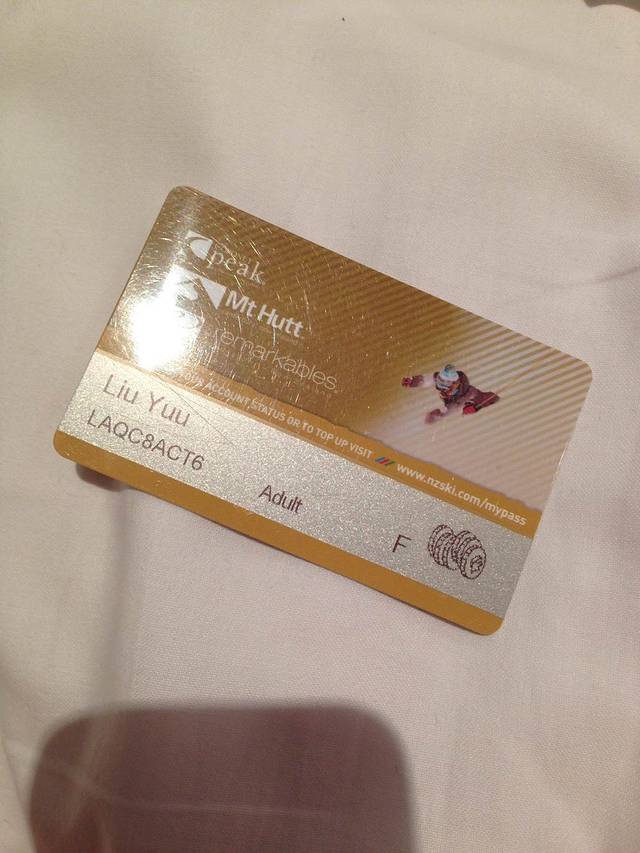 peak.
Mt Hutt
remarkables
ACCOUNT STATUS OR TO TOP UP VISIT www.nzski.com/mypass
Liu Yuu
LAQC8ACT6
Adult
F